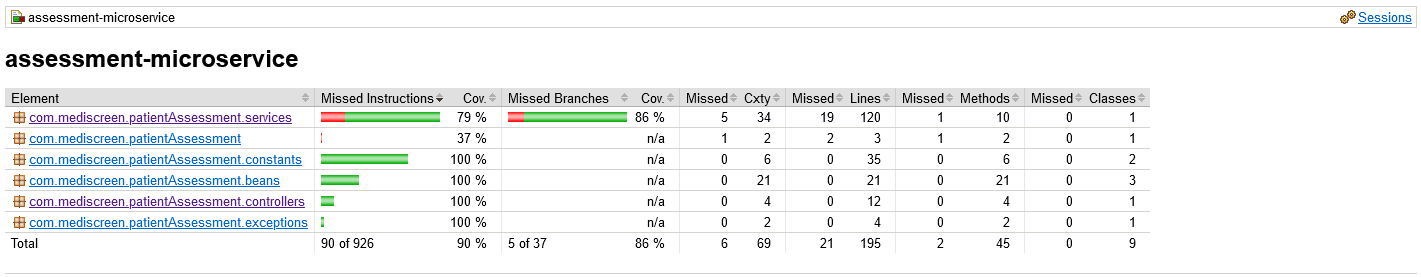 assessment-microservice Sessions
assessment-microservice
Element Missed Instructions Cov. Missed Branches Cov. Missed Cxty Missed Lines Missed Methods Missed Classes
com.mediscreen.patientAssessment.services 79 % 86 % 5 34 19 120 1 10 0 1
com.mediscreen.patientAssessment 37 % n/a 1 2 2 3 1 2 0 1
com.mediscreen.patientAssessment.constants 100 % n/a 0 6 0 35 0 6 0 2
com.mediscreen.patientAssessment.beans 100 % n/a 0 21 0 21 0 21 0 3
com.mediscreen.patientAssessment.controllers 100 % n/a 0 4 0 12 0 4 0 1
com.mediscreen.patientAssessment.exceptions 100 % n/a 0 2 0 4 0 2 0 1
Total 90 of 926 90 % 5 of 37 86 % 6 69 21 195 2 45 0 9